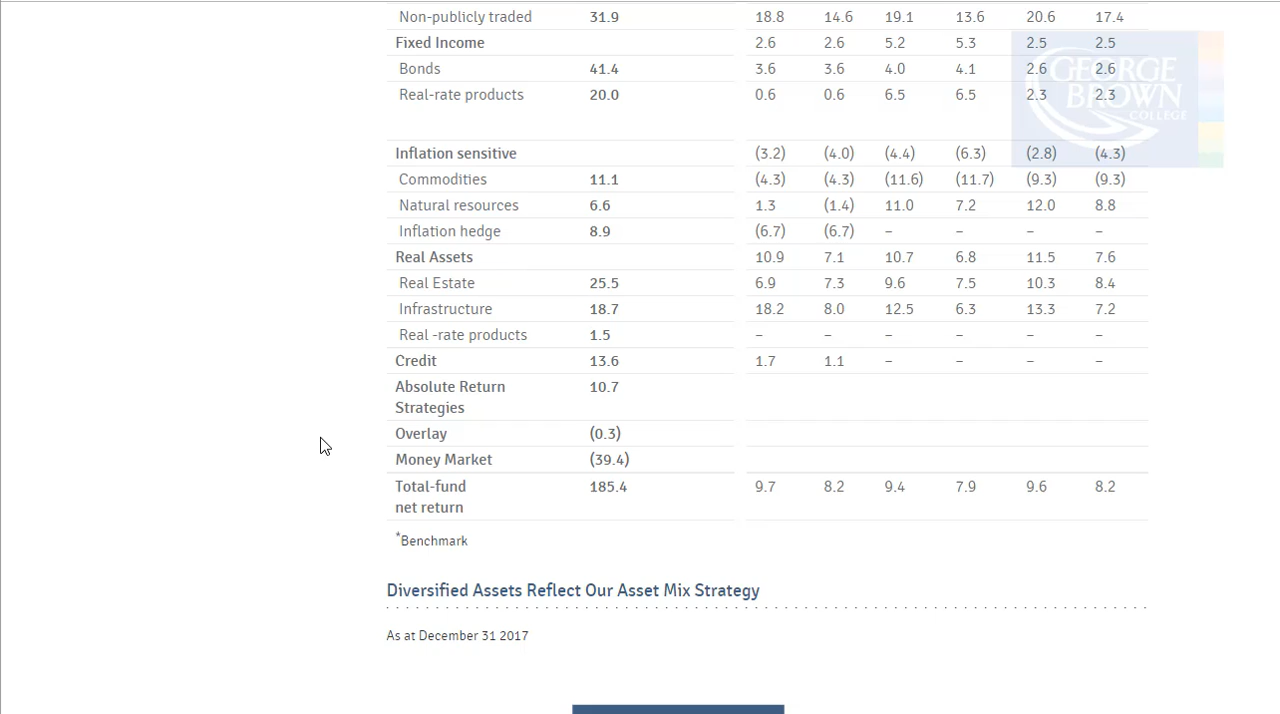 Non-publicly traded 31.9 18.8 14.6 19.1 13.6 20.6 17.4
Fixed Income 2.6 2.6 5.2 5.3 2.5 2.5
Bonds 41.4 3.6 3.6 4.0 4.1 2.6 2.6
Real-rate products 20.0 0.6 0.6 6.5 6.5 2.3 2.3
GEORGE
BROWN
COLLEGE
Inflation sensitive (3.2) (4.0) (4.4) (6.3) (2.8) (4.3)
Commodities 11.1 (4.3) (4.3) (11.6) (11.7) (9.3) (9.3)
Natural resources 6.6 1.3 (1.4) 11.0 7.2 12.0 8.8
Inflation hedge 8.9 (6.7) (6.7) – – – –
Real Assets 10.9 7.1 10.7 6.8 11.5 7.6
Real Estate 25.5 6.9 7.3 9.6 7.5 10.3 8.4
Infrastructure 18.7 18.2 8.0 12.5 6.3 13.3 7.2
Real -rate products 1.5 – – – – – –
Credit 13.6 1.7 1.1 – – – –
Absolute Return 10.7
Strategies
Overlay (0.3)
Money Market (39.4)
Total-fund 185.4 9.7 8.2 9.4 7.9 9.6 8.2
net return
*Benchmark
Diversified Assets Reflect Our Asset Mix Strategy
As at December 31 2017